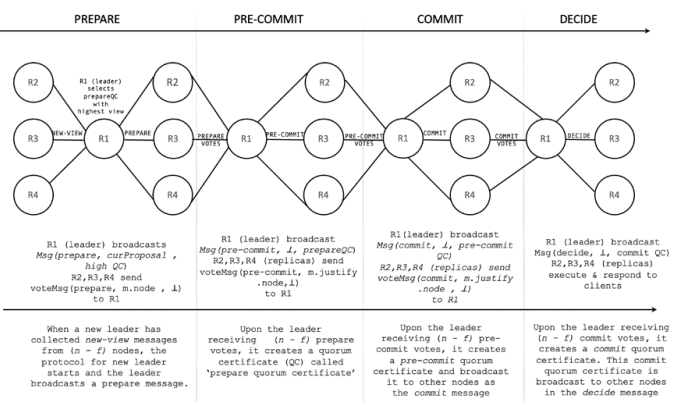 PREPARE
PRE-COMMIT
COMMIT
DECIDE
R2
R3
R4
NEW-VIEW
R1 (leader)
selects
prepareQC
with
highest view
R1
PREPARE
R2
R3
R4
PREPARE
VOTES
R1
PRE-COMMIT
R2
R3
R4
PRE-COMMIT
VOTES
R1
COMMIT
R2
R3
R4
COMMIT
VOTES
R1
DECIDE
R2
R3
R4
R1 (leader) broadcasts
Msg(prepare, curProposal ,
high QC)
R2,R3,R4 send
voteMsg(prepare, m.node , ⊥)
to R1
R1 (leader) broadcast
Msg(pre-commit, ⊥, prepareQC)
R2,R3,R4 (replicas) send
voteMsg(pre-commit, m.justify
.node,⊥)
to R1
R1(leader) broadcast
Msg(commit, ⊥, pre-commit
QC)
R2,R3,R4 (replicas) send
voteMsg(commit, m.justify
.node ,⊥)
to R1
R1 (leader) broadcast
Msg(decide, ⊥, commit QC)
R2,R3,R4 (replicas)
execute & respond to
clients
When a new leader has
collected new-view messages
from (n - f) nodes, the
protocol for new leader
starts and the leader
broadcasts a prepare message.
Upon the leader
receiving (n - f) prepare
votes, it creates a quorum
certificate (QC) called
‘prepare quorum certificate’
Upon the leader
receiving (n - f) pre-
commit votes, it creates
a pre-commit quorum
certificate and broadcast
it to other nodes as
the commit message
Upon the leader receiving
(n - f) commit votes, it
creates a commit quorum
certificate. This commit
quorum certificate is
broadcast to other nodes
in the decide message